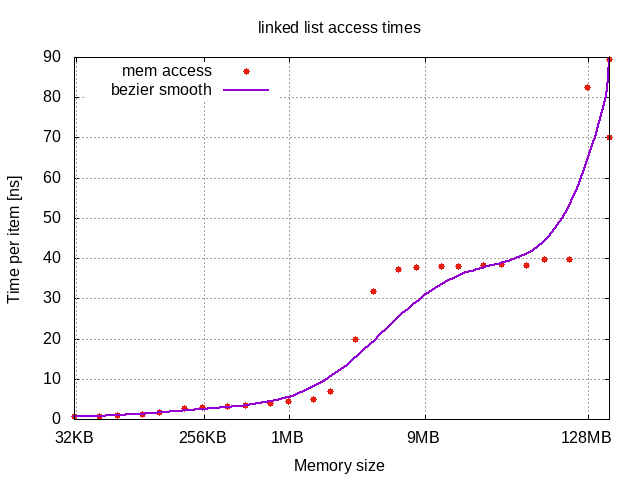 linked list access times
90
80
70
60
50
40
30
20
10
0
mem access
bezier smooth
Time per item [ns]
32KB 256KB 1MB 9MB 128MB
Memory size